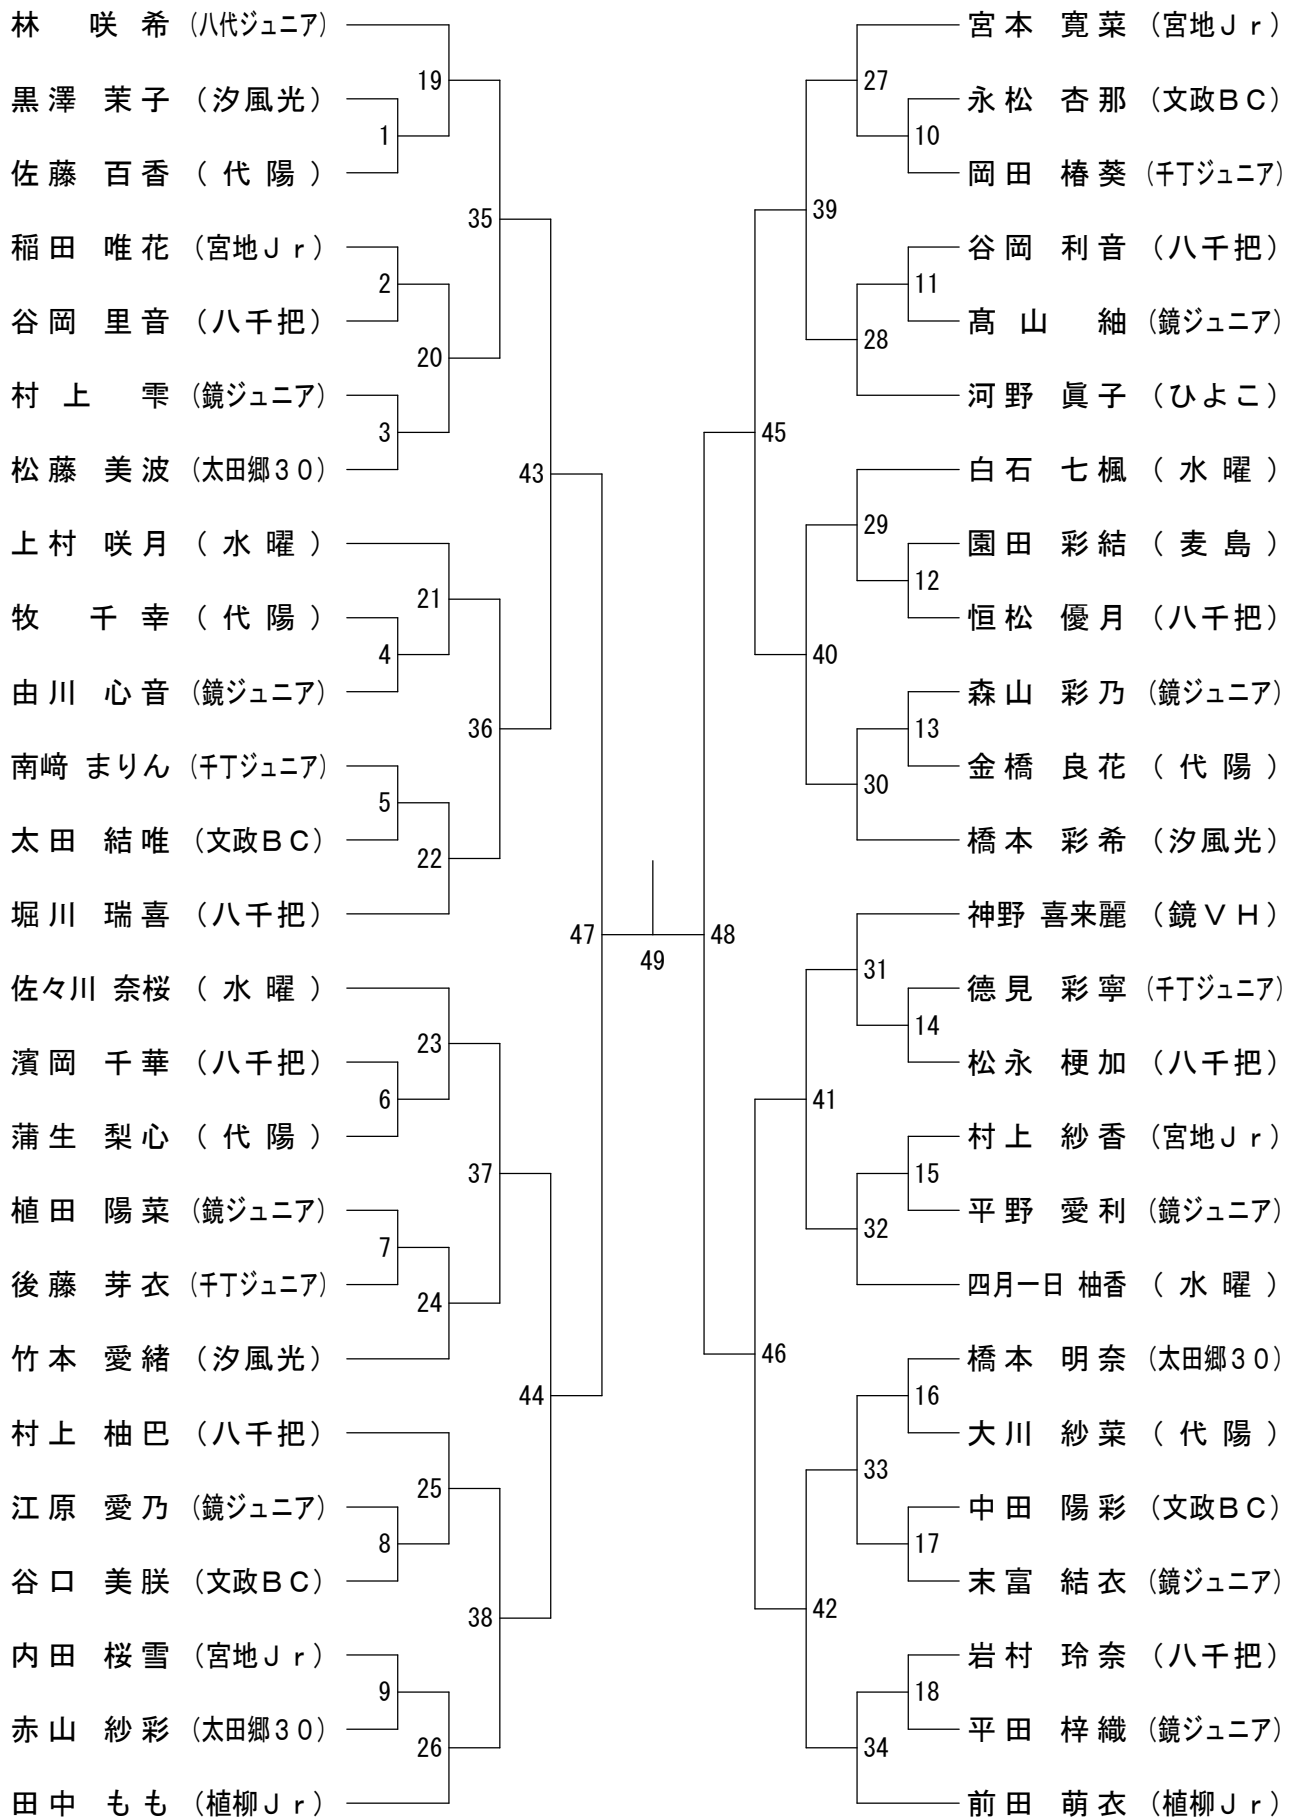 林 咲希 (八代ジュニア)
19
黒澤 茉子 (汐風光)
1
佐藤 百香 (代陽)
35
稲田 唯花 (宮地Ｊｒ)
2
谷岡 里音 (八千把)
20
村上 雫 (鏡ジュニア)
3
松藤 美波 (太田郷３０)
43
上村 咲月 (水曜)
21
牧 千幸 (代陽)
4
由川 心音 (鏡ジュニア)
36
南﨑 まりん (千丁ジュニア)
5
太田 結唯 (文政ＢＣ)
22
堀川 瑞喜 (八千把)
47
49
佐々川 奈桜 (水曜)
23
濱岡 千華 (八千把)
6
蒲生 梨心 (代陽)
37
植田 陽菜 (鏡ジュニア)
7
後藤 芽衣 (千丁ジュニア)
24
竹本 愛緒 (汐風光)
44
村上 柚巴 (八千把)
25
江原 愛乃 (鏡ジュニア)
8
谷口 美朕 (文政ＢＣ)
38
内田 桜雪 (宮地Ｊｒ)
9
赤山 紗彩 (太田郷３０)
26
田中 もも (植柳Ｊｒ)
宮本 寛菜 (宮地Ｊｒ)
27
永松 杏那 (文政ＢＣ)
10
岡田 椿葵 (千丁ジュニア)
39
谷岡 利音 (八千把)
11
髙山 紬 (鏡ジュニア)
28
河野 眞子 (ひよこ)
45
白石 七楓 (水曜)
29
園田 彩結 (麦島)
12
恒松 優月 (八千把)
40
森山 彩乃 (鏡ジュニア)
13
金橋 良花 (代陽)
30
橋本 彩希 (汐風光)
神野 喜来麗 (鏡ＶＨ)
48
31
德見 彩寧 (千丁ジュニア)
14
松永 梗加 (八千把)
41
村上 紗香 (宮地Ｊｒ)
15
平野 愛利 (鏡ジュニア)
32
四月一日 柚香 (水曜)
46
橋本 明奈 (太田郷３０)
16
大川 紗菜 (代陽)
33
中田 陽彩 (文政ＢＣ)
17
末富 結衣 (鏡ジュニア)
42
岩村 玲奈 (八千把)
18
平田 梓織 (鏡ジュニア)
34
前田 萌衣 (植柳Ｊｒ)